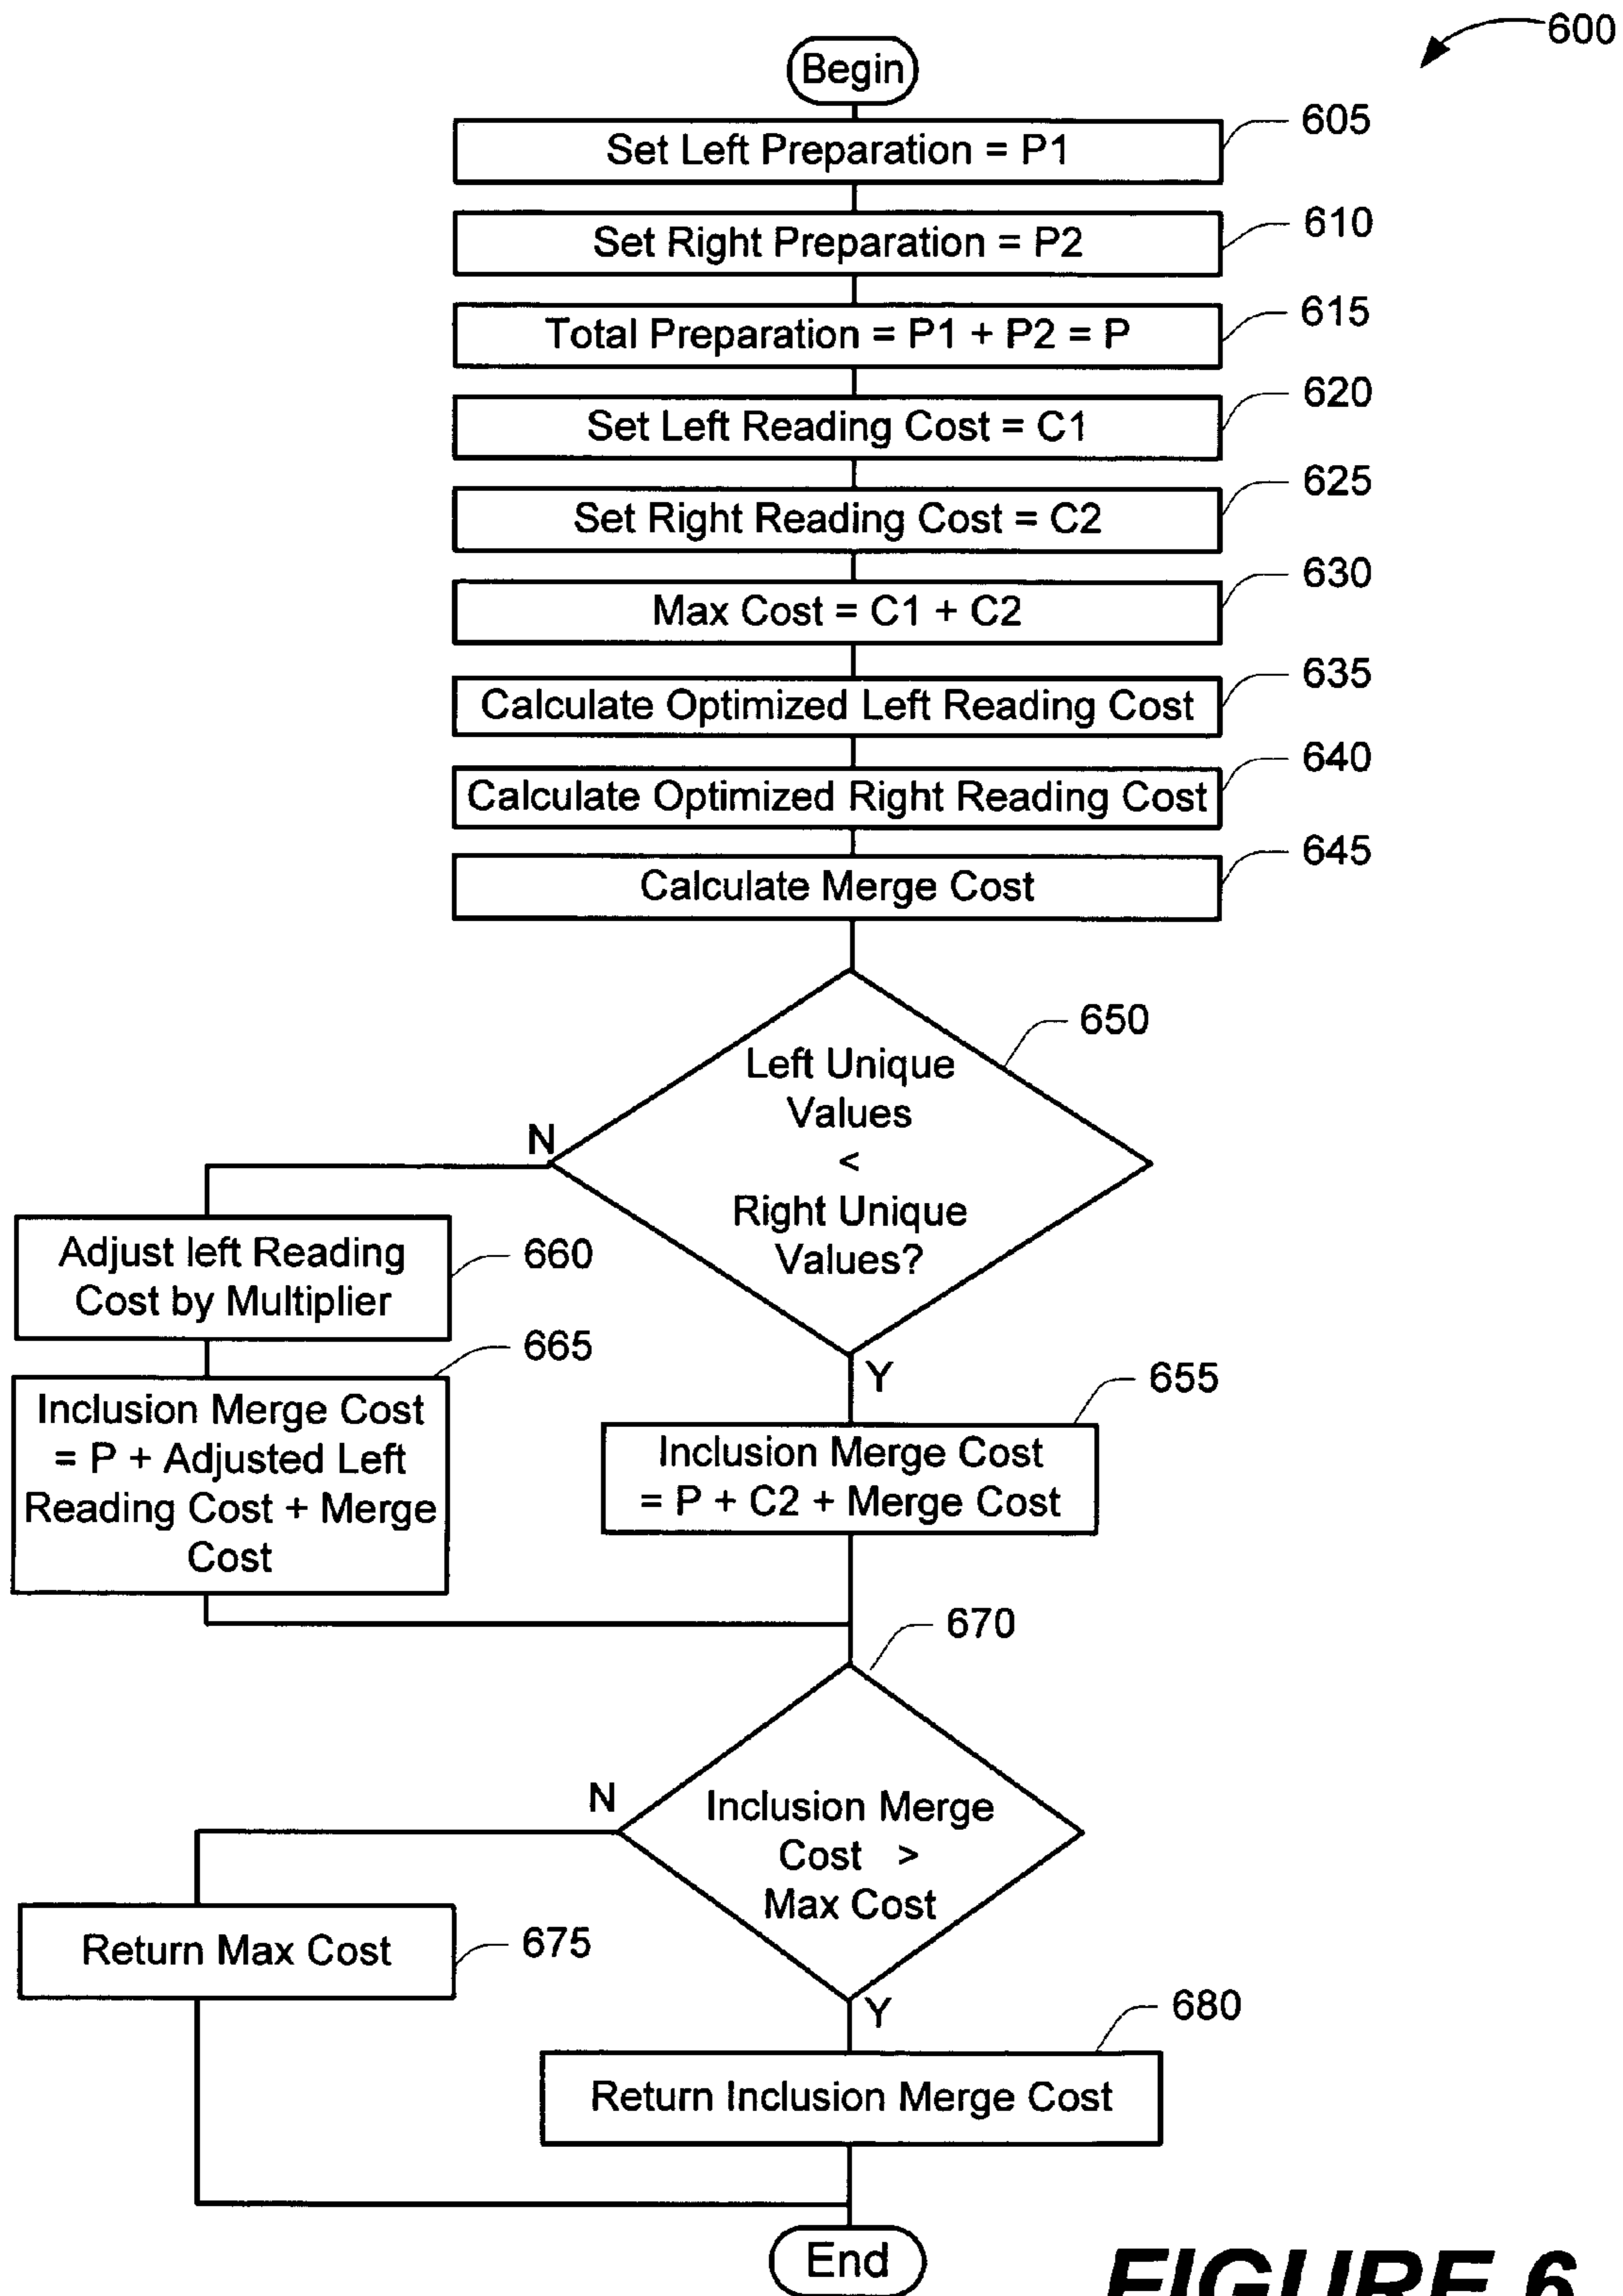 600
Begin
Set Left Preparation = P1
605
Set Right Preparation = P2
610
Total Preparation = P1 + P2 = P
615
Set Left Reading Cost = C1
620
Set Right Reading Cost = C2
625
Max Cost = C1 + C2
630
Calculate Optimized Left Reading Cost
635
Calculate Optimized Right Reading Cost
640
Calculate Merge Cost
645
Left Unique
Values
<
Right Unique
Values?
650
N
Y
Adjust left Reading
Cost by Multiplier
660
Inclusion Merge Cost
= P + Adjusted Left
Reading Cost + Merge
Cost
665
Inclusion Merge Cost
= P + C2 + Merge Cost
655
Inclusion Merge
Cost >
Max Cost
670
N
Y
Return Max Cost
675
Return Inclusion Merge Cost
680
End
FIGURE 6